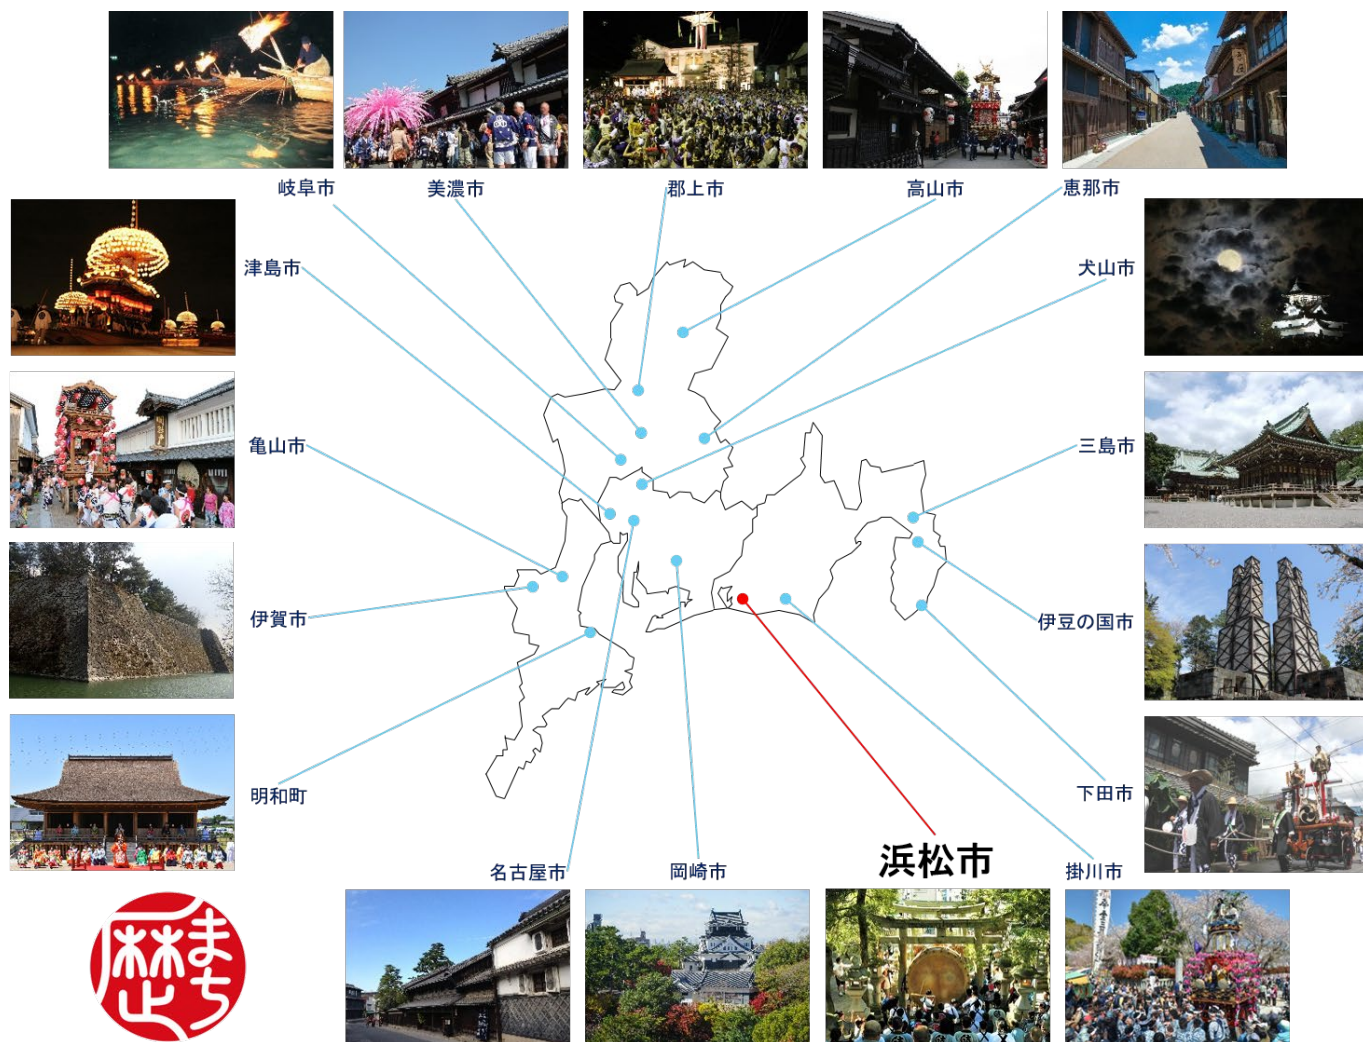 岐阜市
美濃市
郡上市
高山市
恵那市
津島市
犬山市
亀山市
三島市
伊賀市
伊豆の国市
明和町
下田市
名古屋市
岡崎市
浜松市
掛川市
歴まち